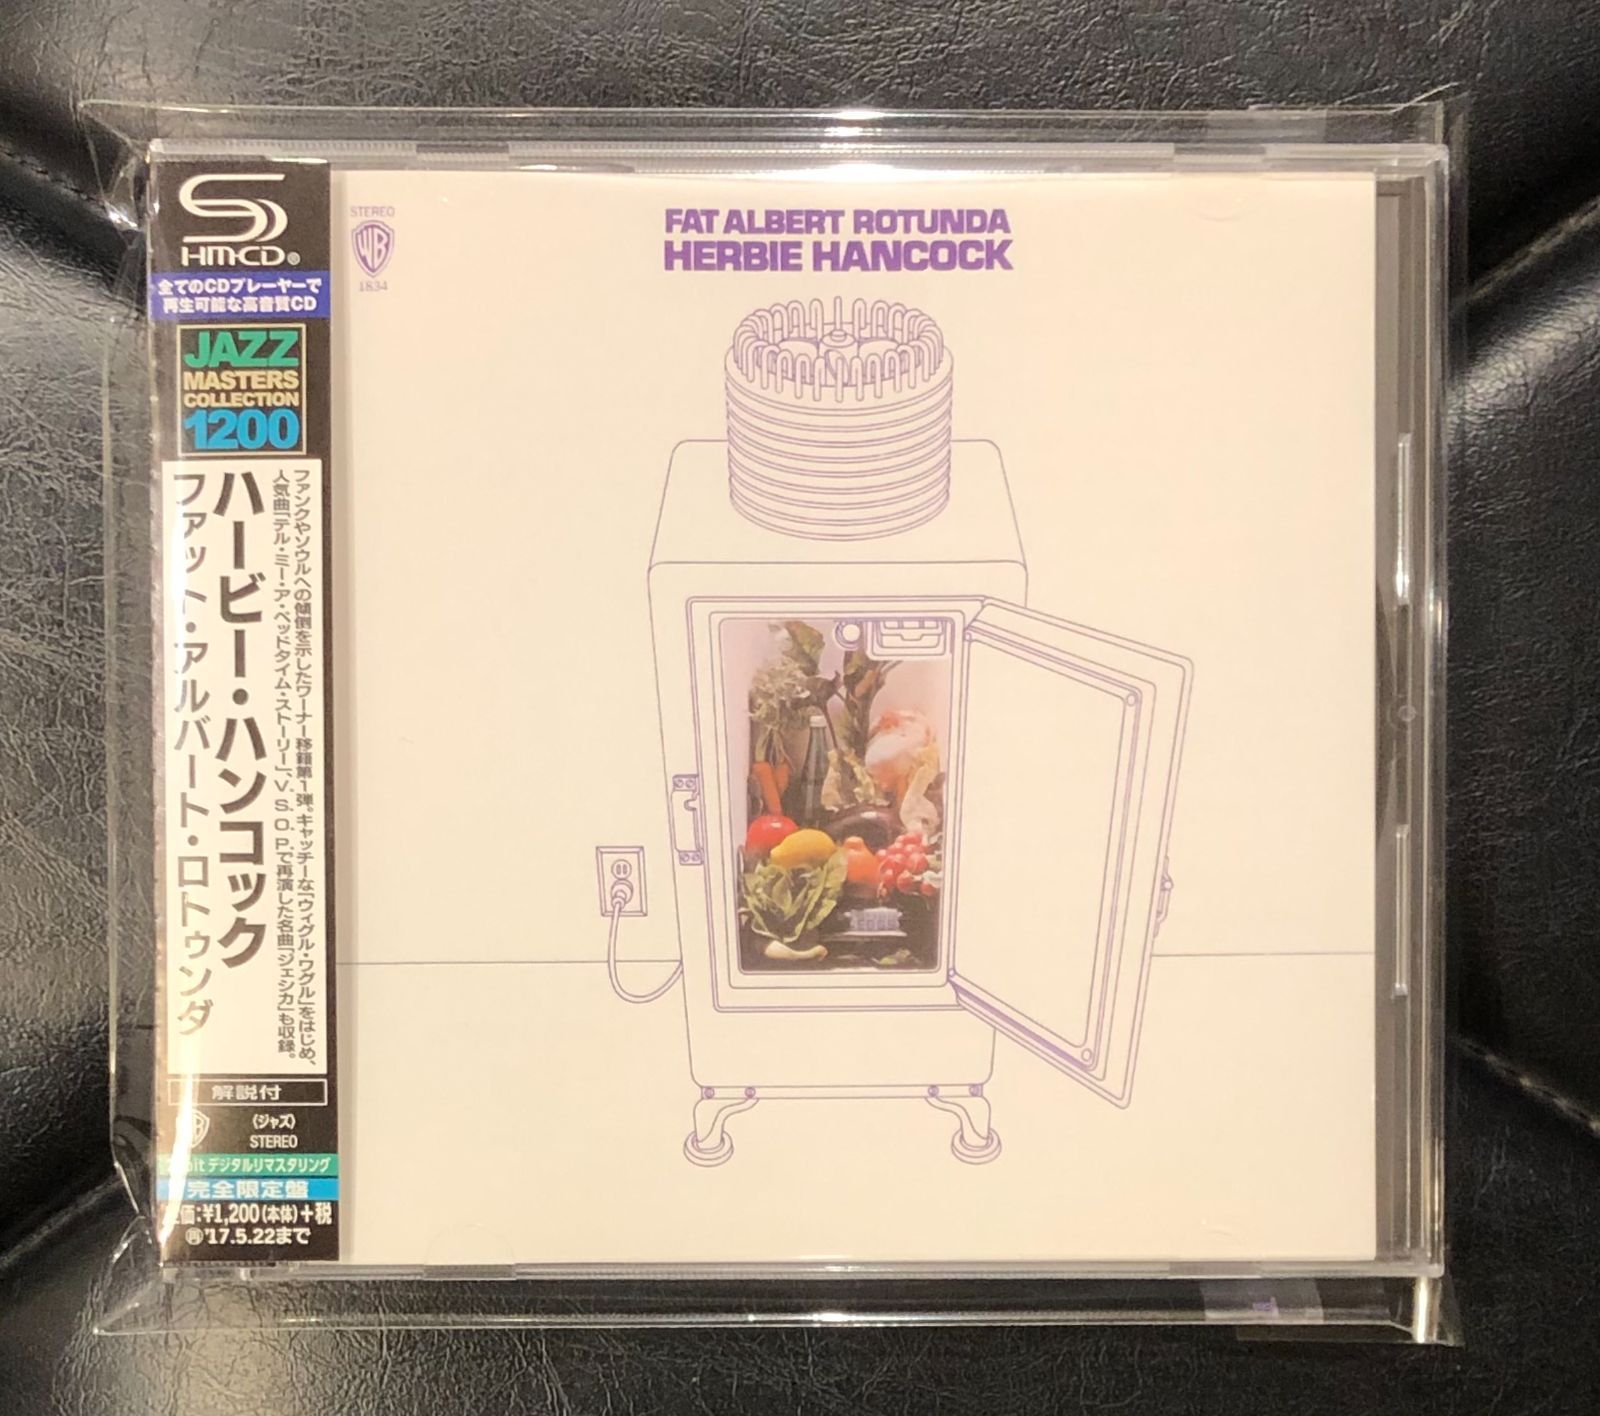 HM-CD®
全てのCDプレーヤーで
再生可能な高音質CD
JAZZ
MASTERS
COLLECTION
1200
ファンクやソウルへの傾倒を示したワーナー移籍第1弾。キャッチーな「ウィグル・ワグル」をはじめ、
人気曲「テル・ミー・ア・ベッドタイム・ストーリー」、V.S.O.P.で再演した名曲「ジェシカ」も収録。
ハービー・ハンコック
ファット・アルバート・ロトゥンダ
解説付
WB
(ジャズ)
STEREO
bit デジタルリマスタリング
完全限定盤
価:¥1,200(本体)+税
㊐'17.5.22まで
STEREO
WB
1834
FAT ALBERT ROTUNDA
HERBIE HANCOCK